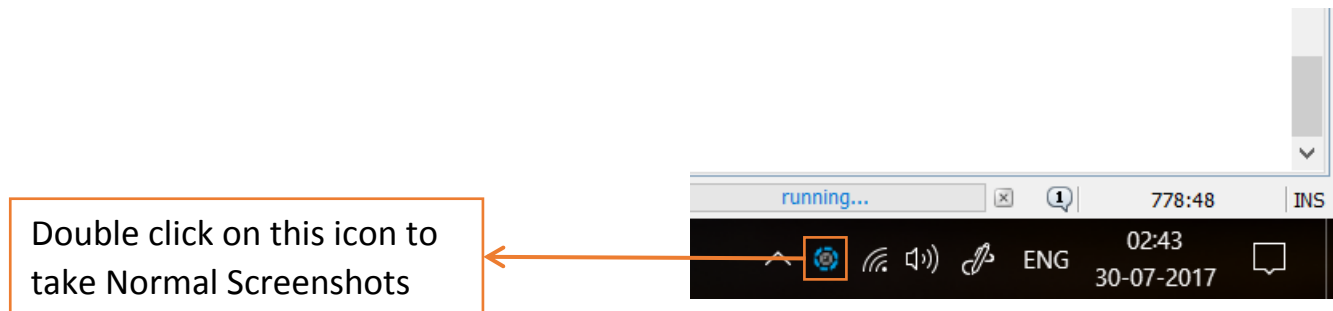 running... 1 778:48 INS
Double click on this icon to
take Normal Screenshots
ENG 02:43
30-07-2017